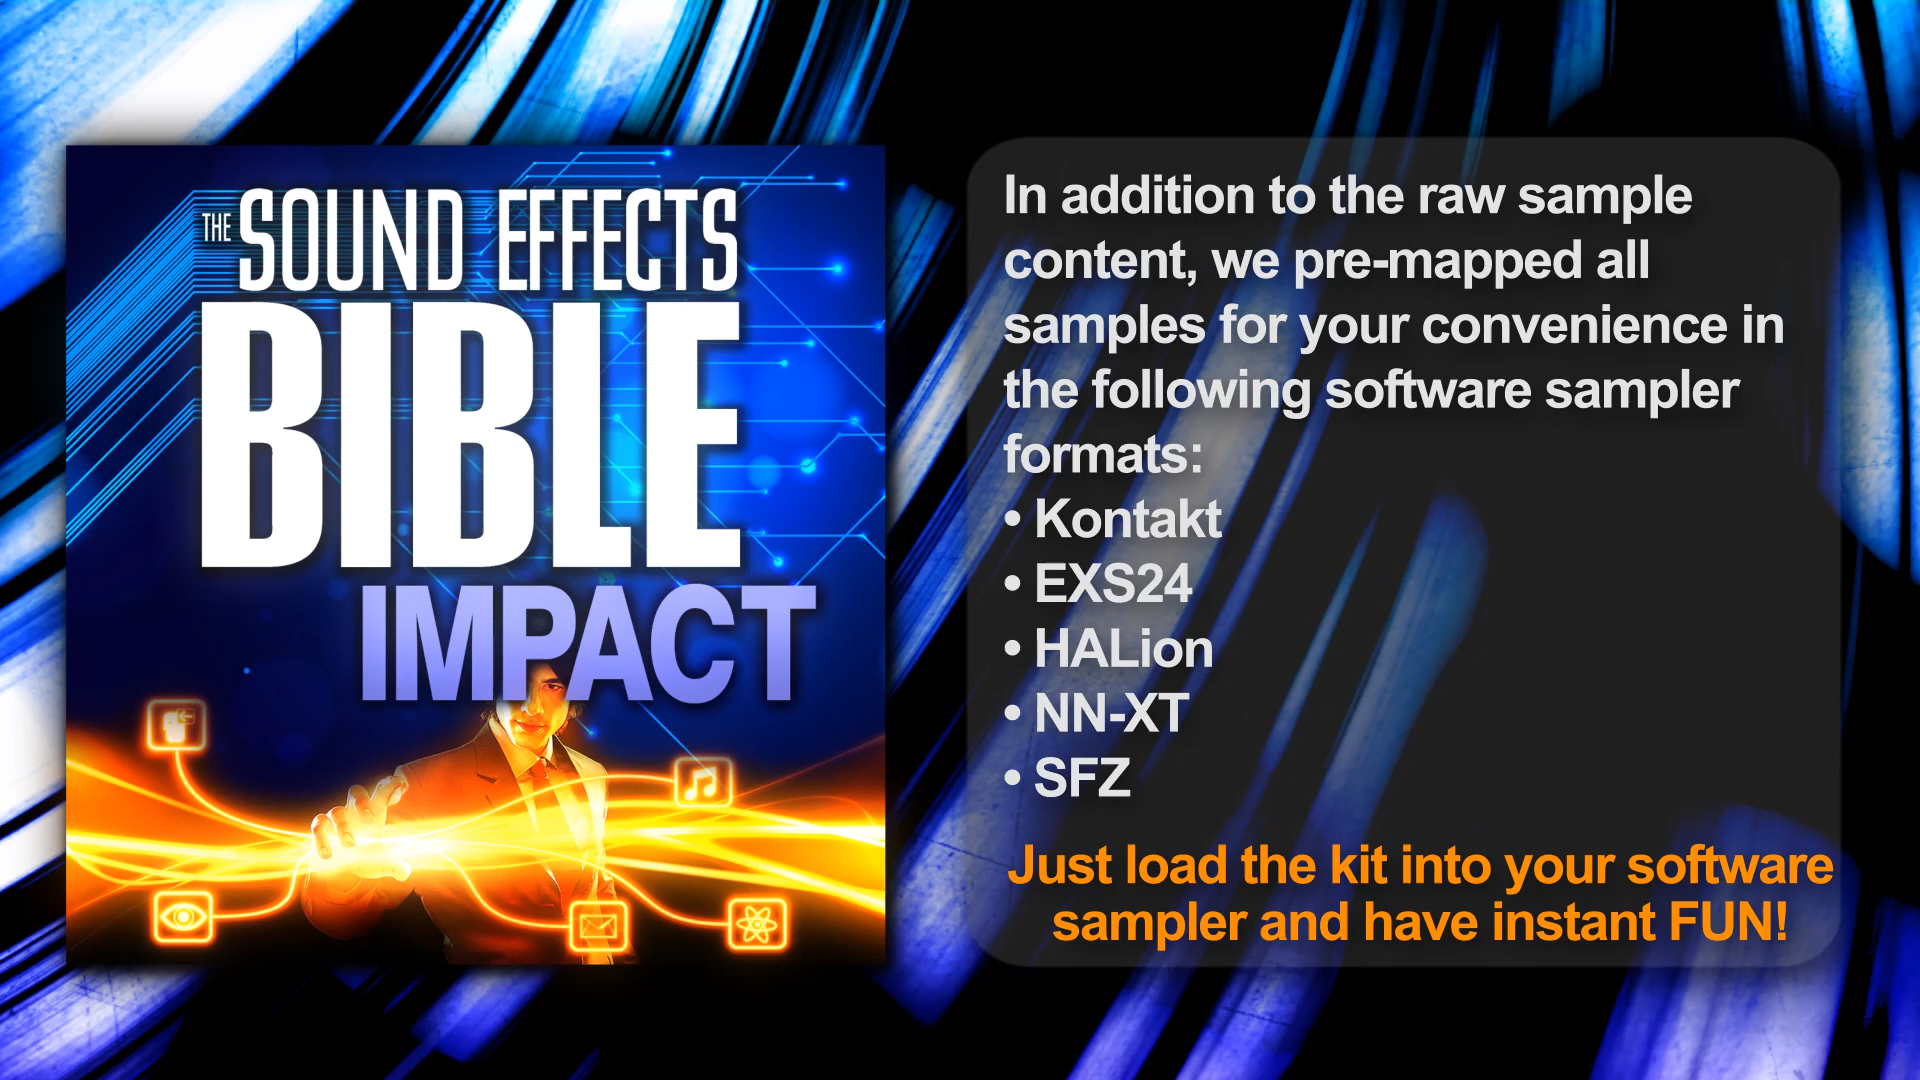 THE SOUND EFFECTS
BIBLE
IMPACT
In addition to the raw sample
content, we pre-mapped all
samples for your convenience in
the following software sampler
formats:
• Kontakt
• EXS24
• HALion
• NN-XT
• SFZ
Just load the kit into your software
sampler and have instant FUN!